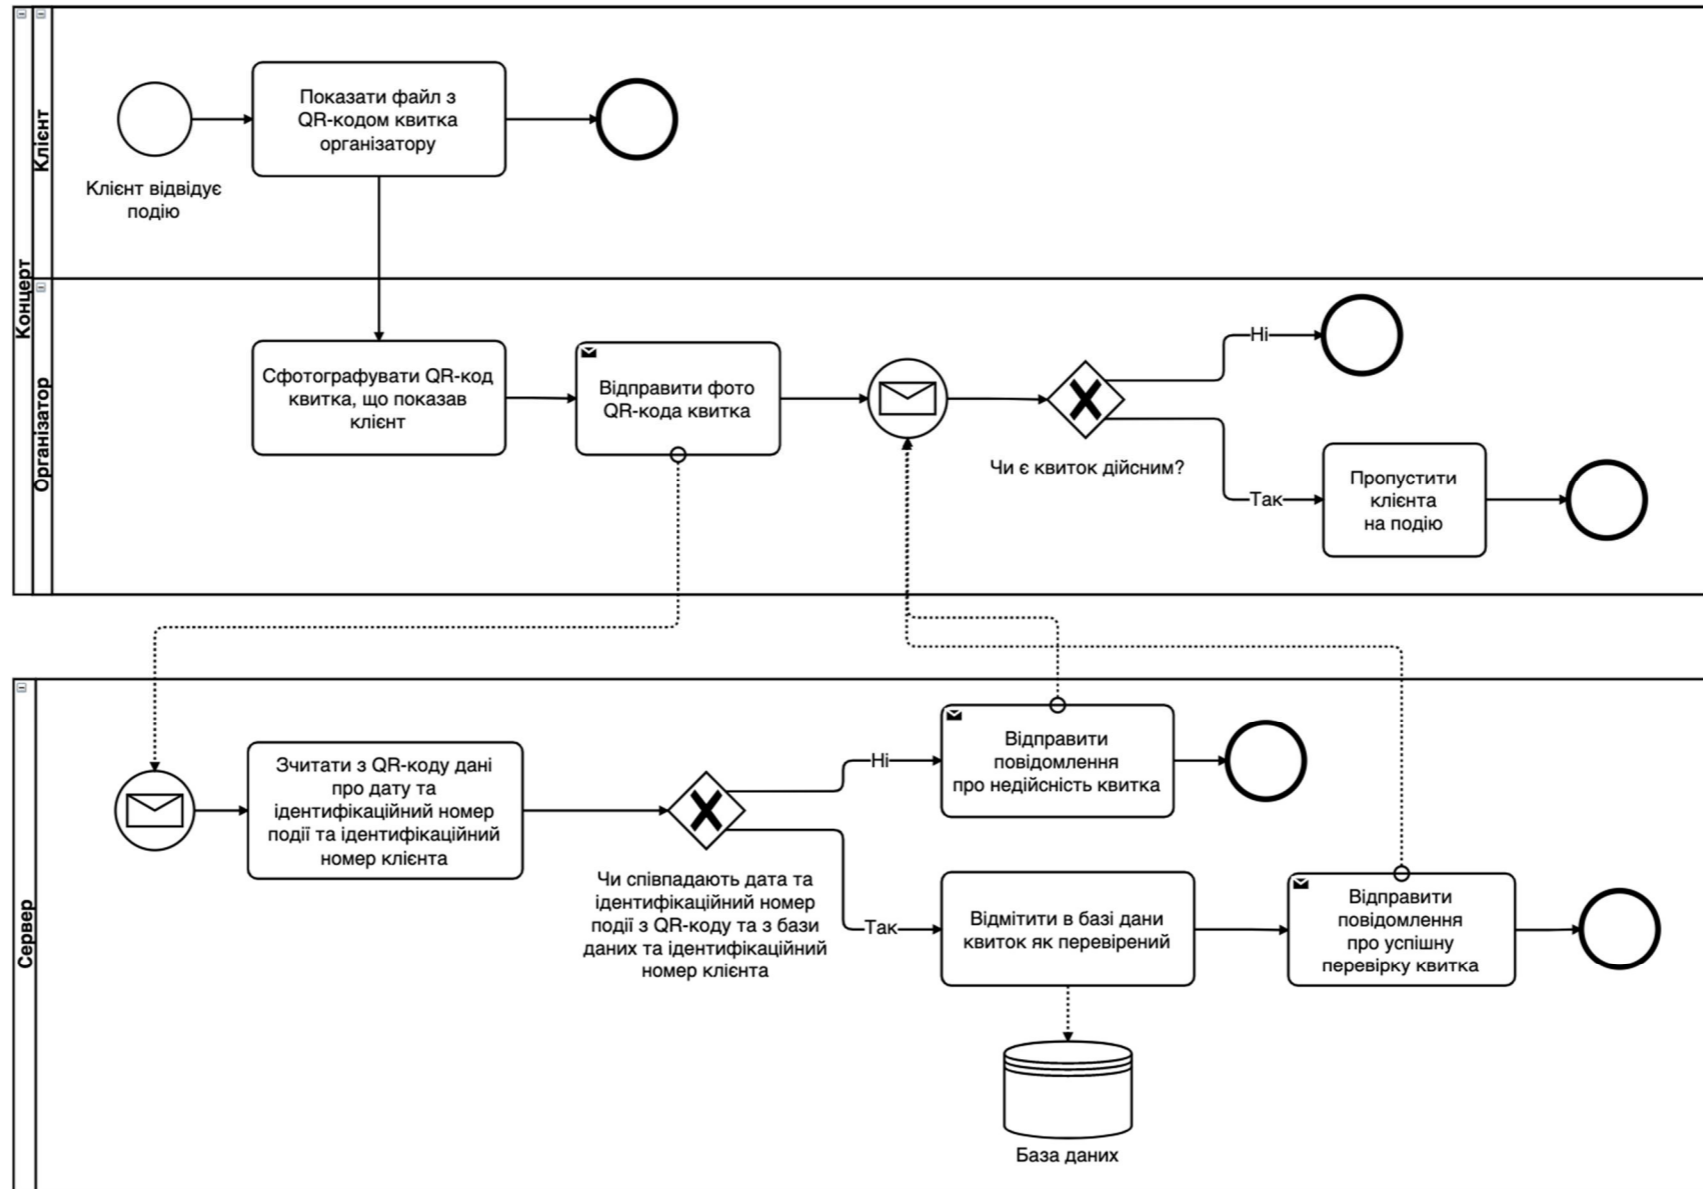 Концерт
Клієнт
Клієнт відвідує
подію
Показати файл з
QR-кодом квитка
організатору
Організатор
Сфотографувати QR-код
квитка, що показав
клієнт
Відправити фото
QR-кода квитка
Чи є квиток дійсним?
Ні
Так
Пропустити
клієнта
на подію
Сервер
Зчитати з QR-коду дані
про дату та
ідентифікаційний номер
події та ідентифікаційний
номер клієнта
Чи співпадають дата та
ідентифікаційний номер
події з QR-коду та з бази
даних та ідентифікаційний
номер клієнта
Ні
Відправити
повідомлення
про недійсність квитка
Так
Відмітити в базі дани
квиток як перевірений
Відправити
повідомлення
про успішну
перевірку квитка
База даних